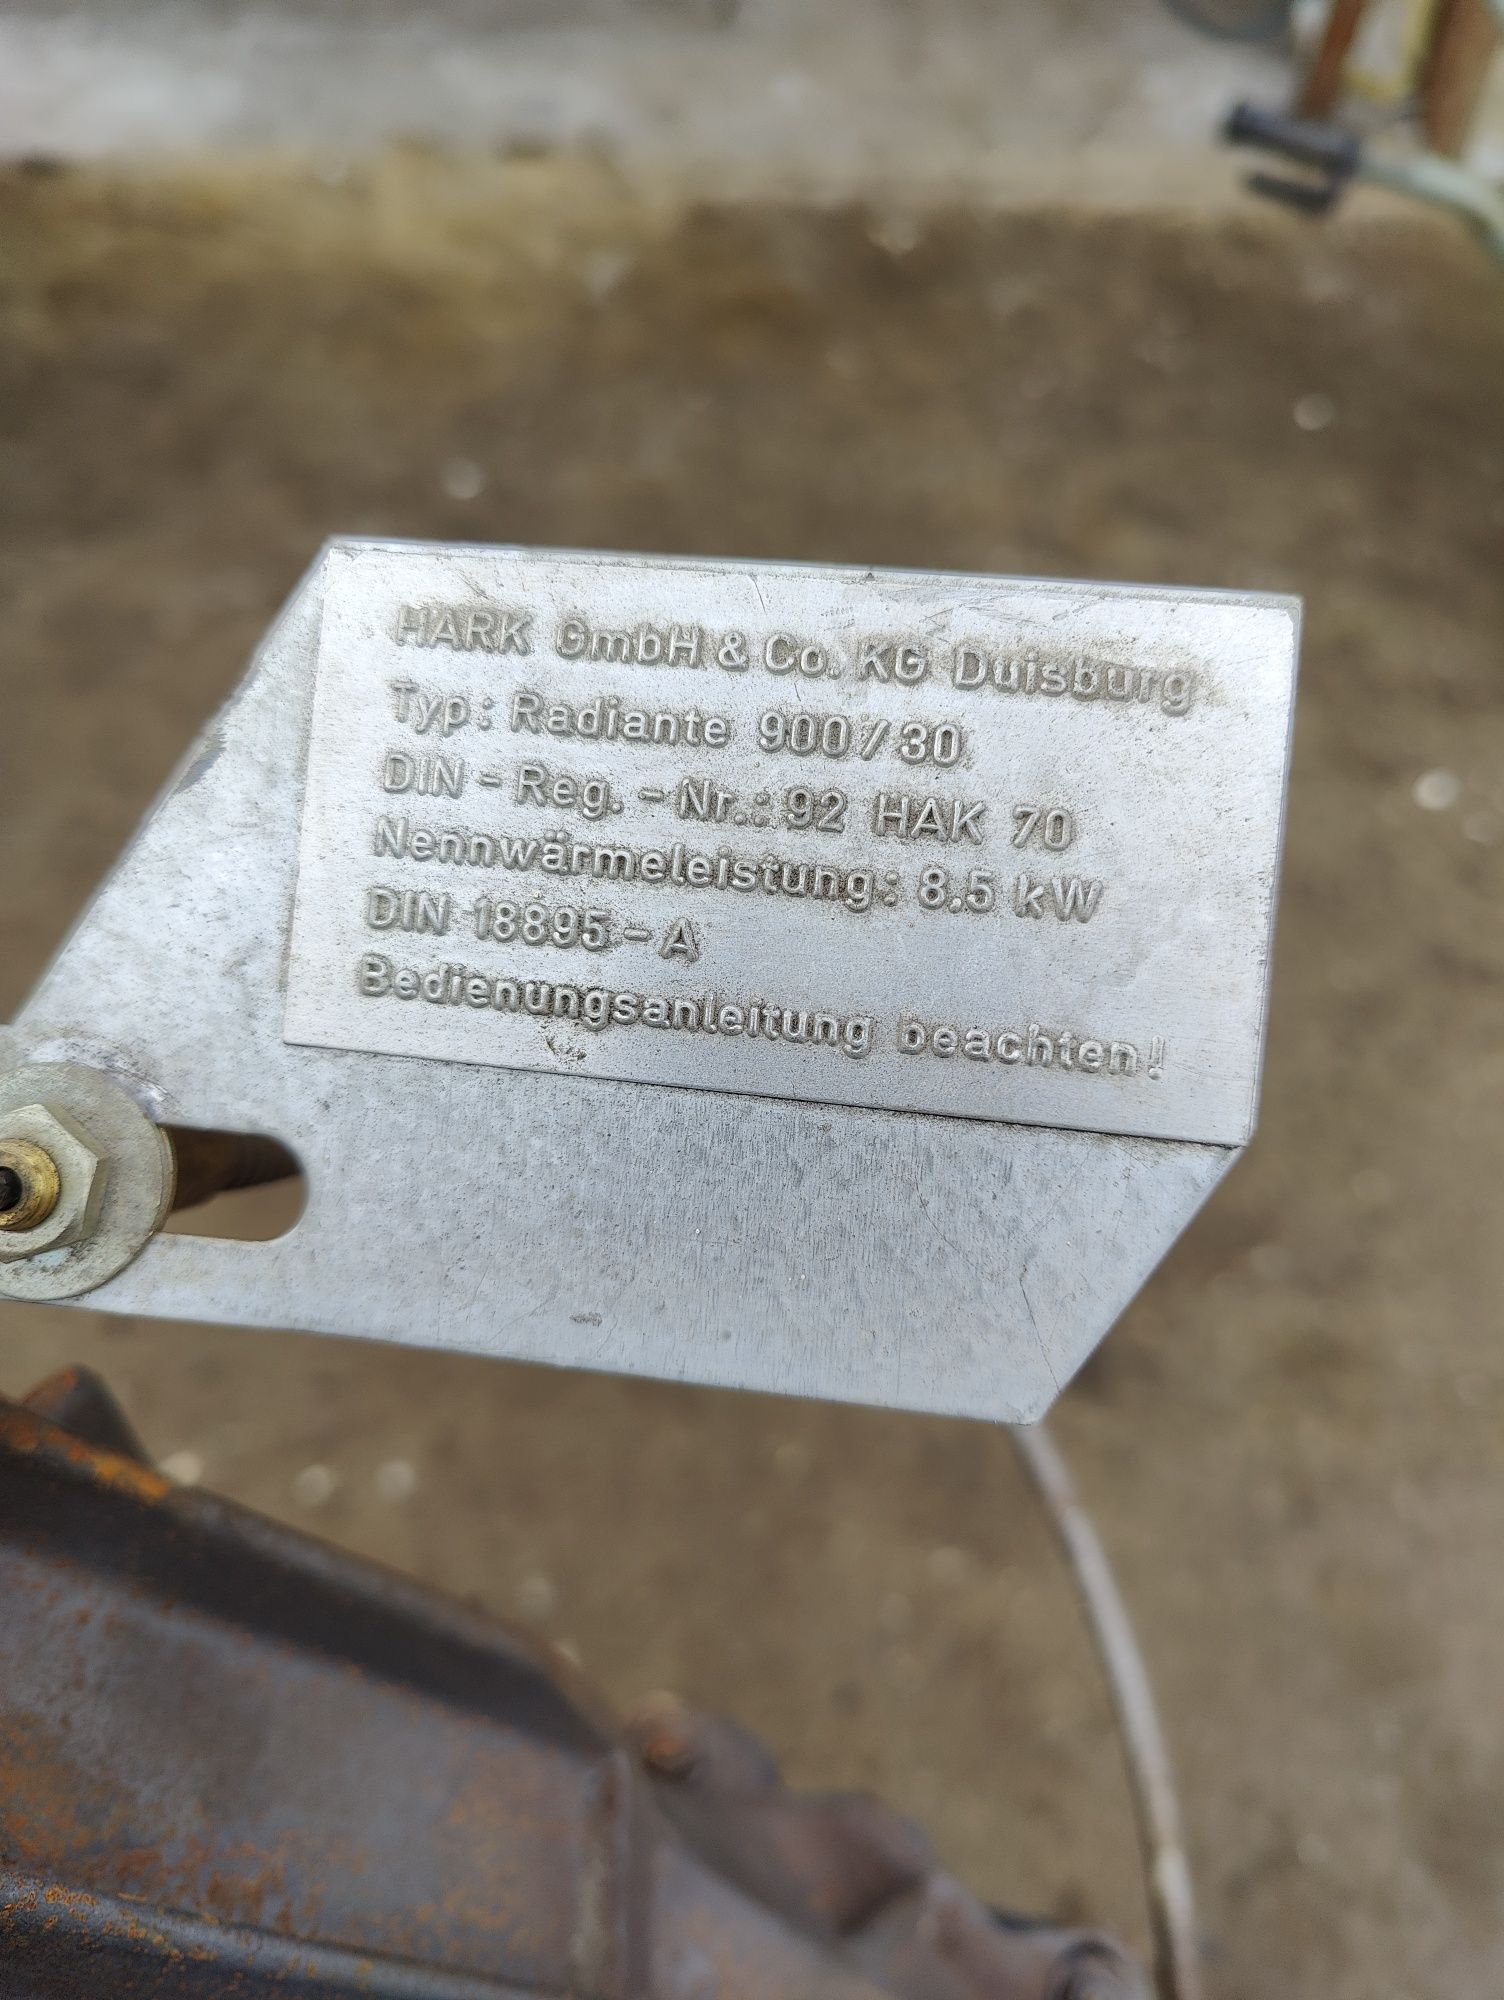 HARK GmbH & Co. KG Duisburg
Typ: Radiante 900/30
DIN - Reg. - Nr.: 92 HAK 70
Nennwärmeleistung: 8.5 kW
DIN 18895 - A
Bedienungsanleitung beachten!